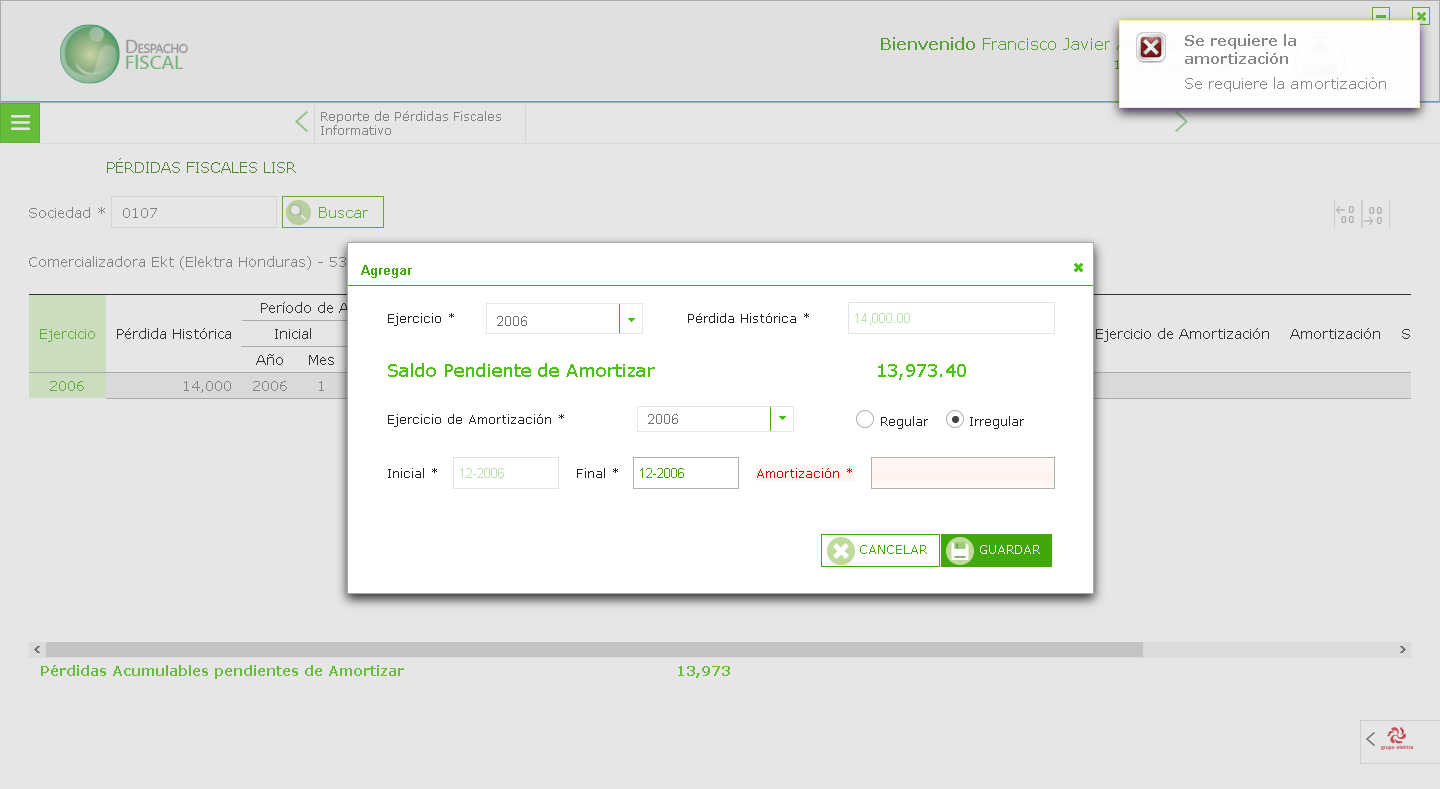 DESPACHO
FISCAL
Bienvenido Francisco Javier
Se requiere la
amortización
Se requiere la amortización
Reporte de Pérdidas Fiscales
Informativo
PÉRDIDAS FISCALES LISR
Sociedad * 0107 Buscar
←0 00
00 →0
Comercializadora Ekt (Elektra Honduras) - 53
Ejercicio Pérdida Histórica Período de A
Inicial
Año Mes
Ejercicio de Amortización Amortización S
2006 14,000 2006 1
Agregar
Ejercicio * 2006 Pérdida Histórica * 14,000.00
Saldo Pendiente de Amortizar 13,973.40
Ejercicio de Amortización * 2006 Regular Irregular
Inicial * 12-2006 Final * 12-2006 Amortización *
CANCELAR GUARDAR
Pérdidas Acumulables pendientes de Amortizar 13,973
grupo elektra